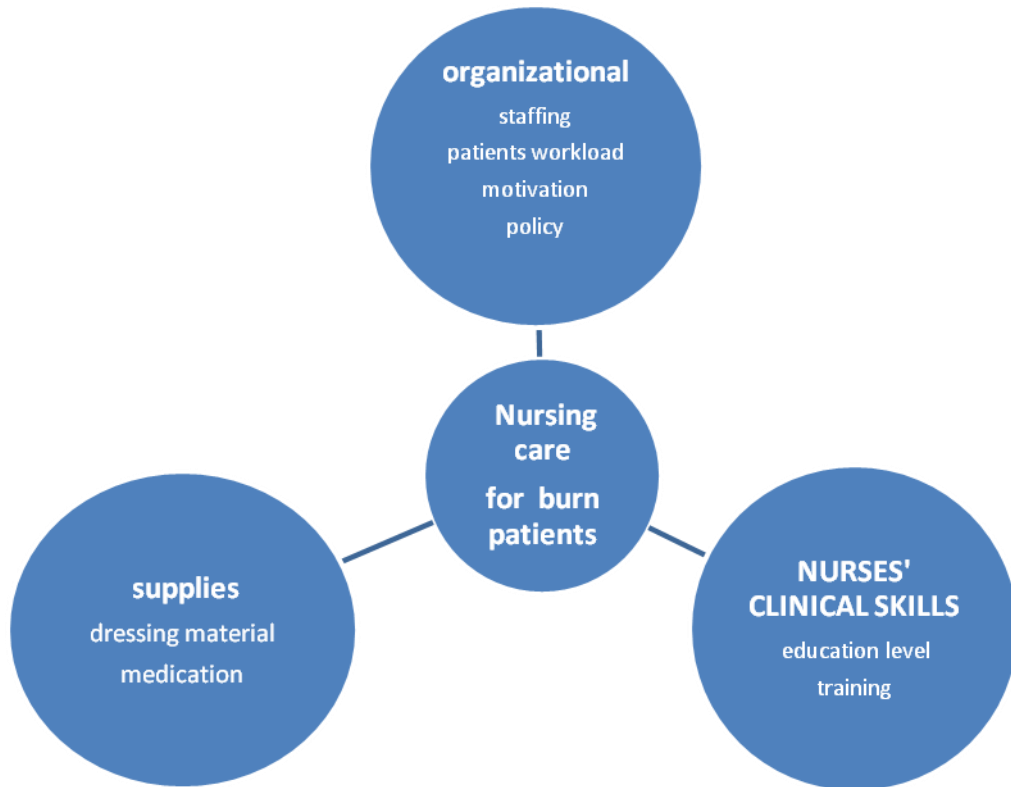 organizational
staffing
patients workload
motivation
policy
Nursing
care
for burn
patients
supplies
dressing material
medication
NURSES'
CLINICAL SKILLS
education level
training